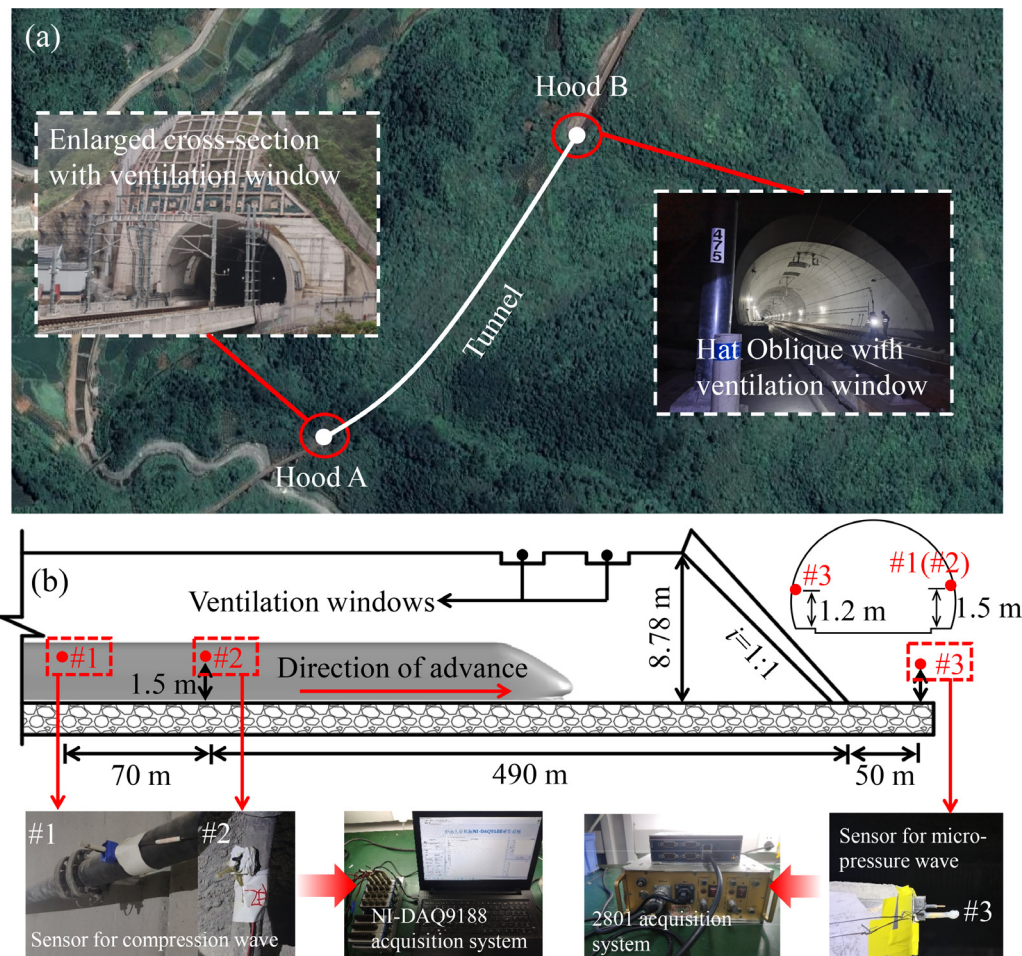 (a)
Hood B
Enlarged cross-section
with ventilation window
475
Tunnel
Hat Oblique with
ventilation window
Hood A
(b)
#3
#1(#2)
1.2 m
1.5 m
Ventilation windows
8.78 m
i=1:1
#1
#2
Direction of advance
#3
1.5 m
70 m
490 m
50 m
#1
#2
Sensor for compression wave
NI-DAQ9188
acquisition system
2801 acquisition
system
Sensor for micro-
pressure wave
#3